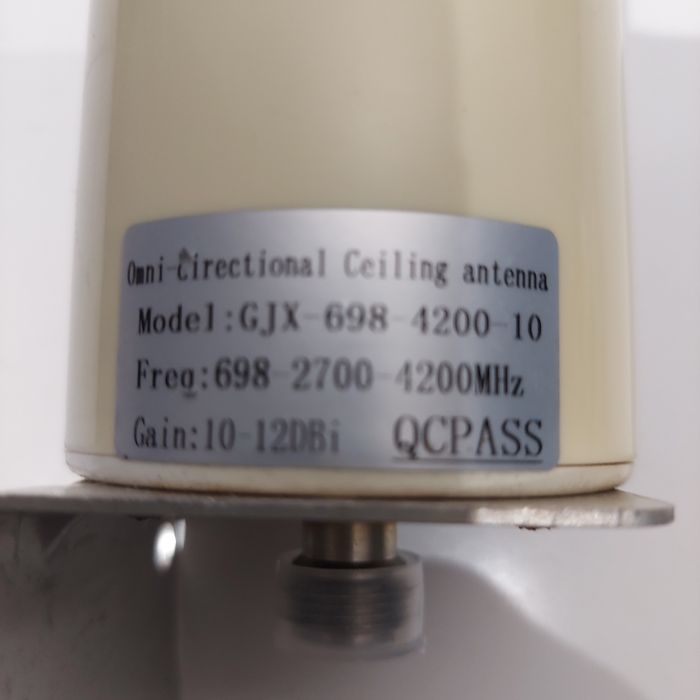 Omni-Cirectional Ceiling antenna
Model:GJX-698-4200-10
Freq:698-2700-4200MHz
Gain:10-12DBi QCPASS